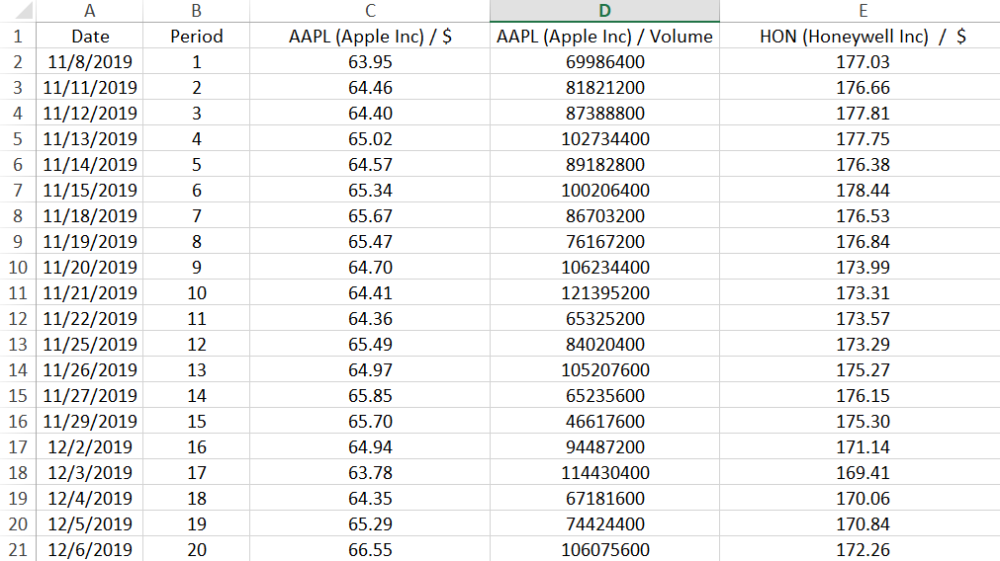 A B C D E
1 Date Period AAPL (Apple Inc) / $ AAPL (Apple Inc) / Volume HON (Honeywell Inc) / $
2 11/8/2019 1 63.95 69986400 177.03
3 11/11/2019 2 64.46 81821200 176.66
4 11/12/2019 3 64.40 87388800 177.81
5 11/13/2019 4 65.02 102734400 177.75
6 11/14/2019 5 64.57 89182800 176.38
7 11/15/2019 6 65.34 100206400 178.44
8 11/18/2019 7 65.67 86703200 176.53
9 11/19/2019 8 65.47 76167200 176.84
10 11/20/2019 9 64.70 106234400 173.99
11 11/21/2019 10 64.41 121395200 173.31
12 11/22/2019 11 64.36 65325200 173.57
13 11/25/2019 12 65.49 84020400 173.29
14 11/26/2019 13 64.97 105207600 175.27
15 11/27/2019 14 65.85 65235600 176.15
16 11/29/2019 15 65.70 46617600 175.30
17 12/2/2019 16 64.94 94487200 171.14
18 12/3/2019 17 63.78 114430400 169.41
19 12/4/2019 18 64.35 67181600 170.06
20 12/5/2019 19 65.29 74424400 170.84
21 12/6/2019 20 66.55 106075600 172.26